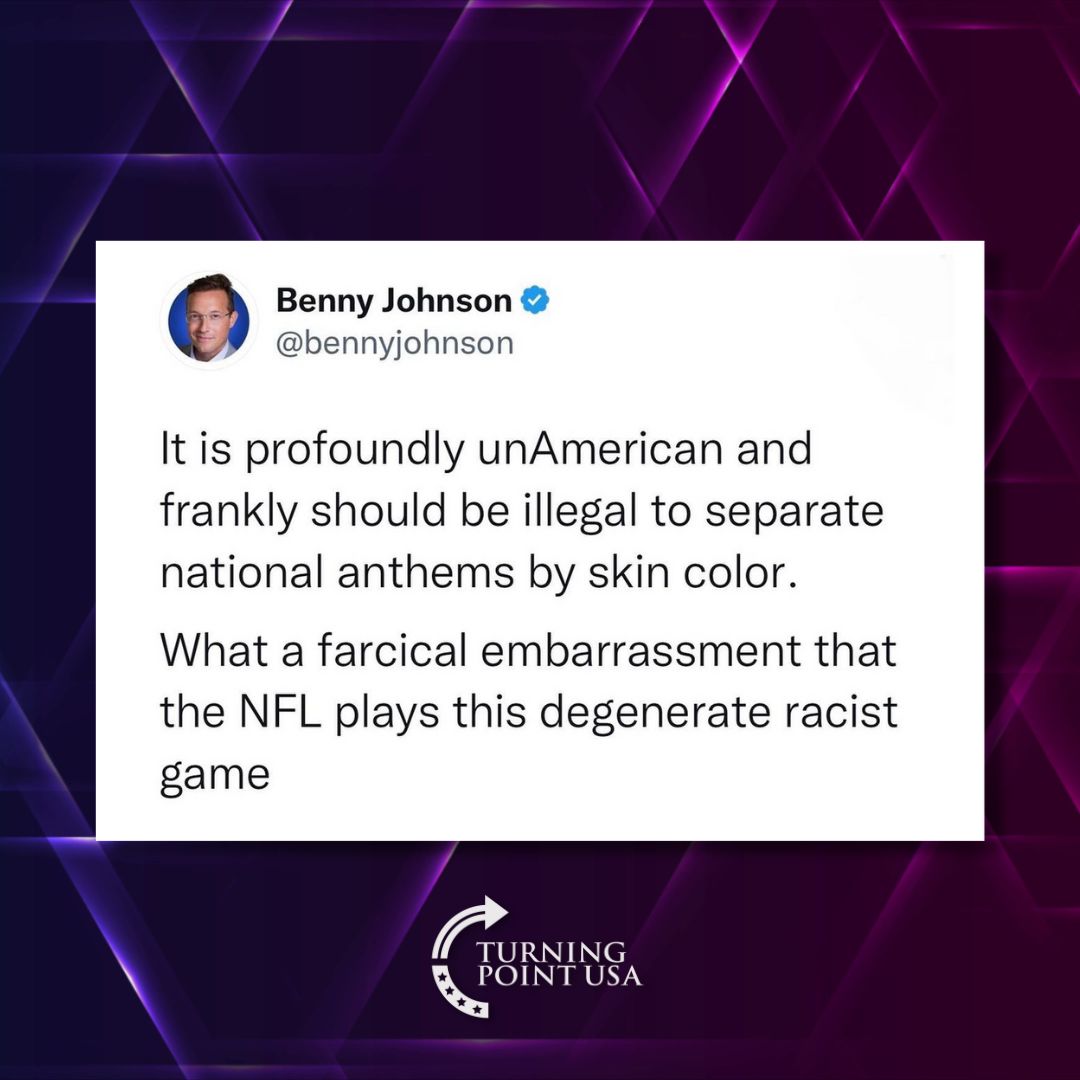 Benny Johnson
@bennyjohnson
It is profoundly unAmerican and
frankly should be illegal to separate
national anthems by skin color.
What a farcical embarrassment that
the NFL plays this degenerate racist
game
TURNING
POINT USA